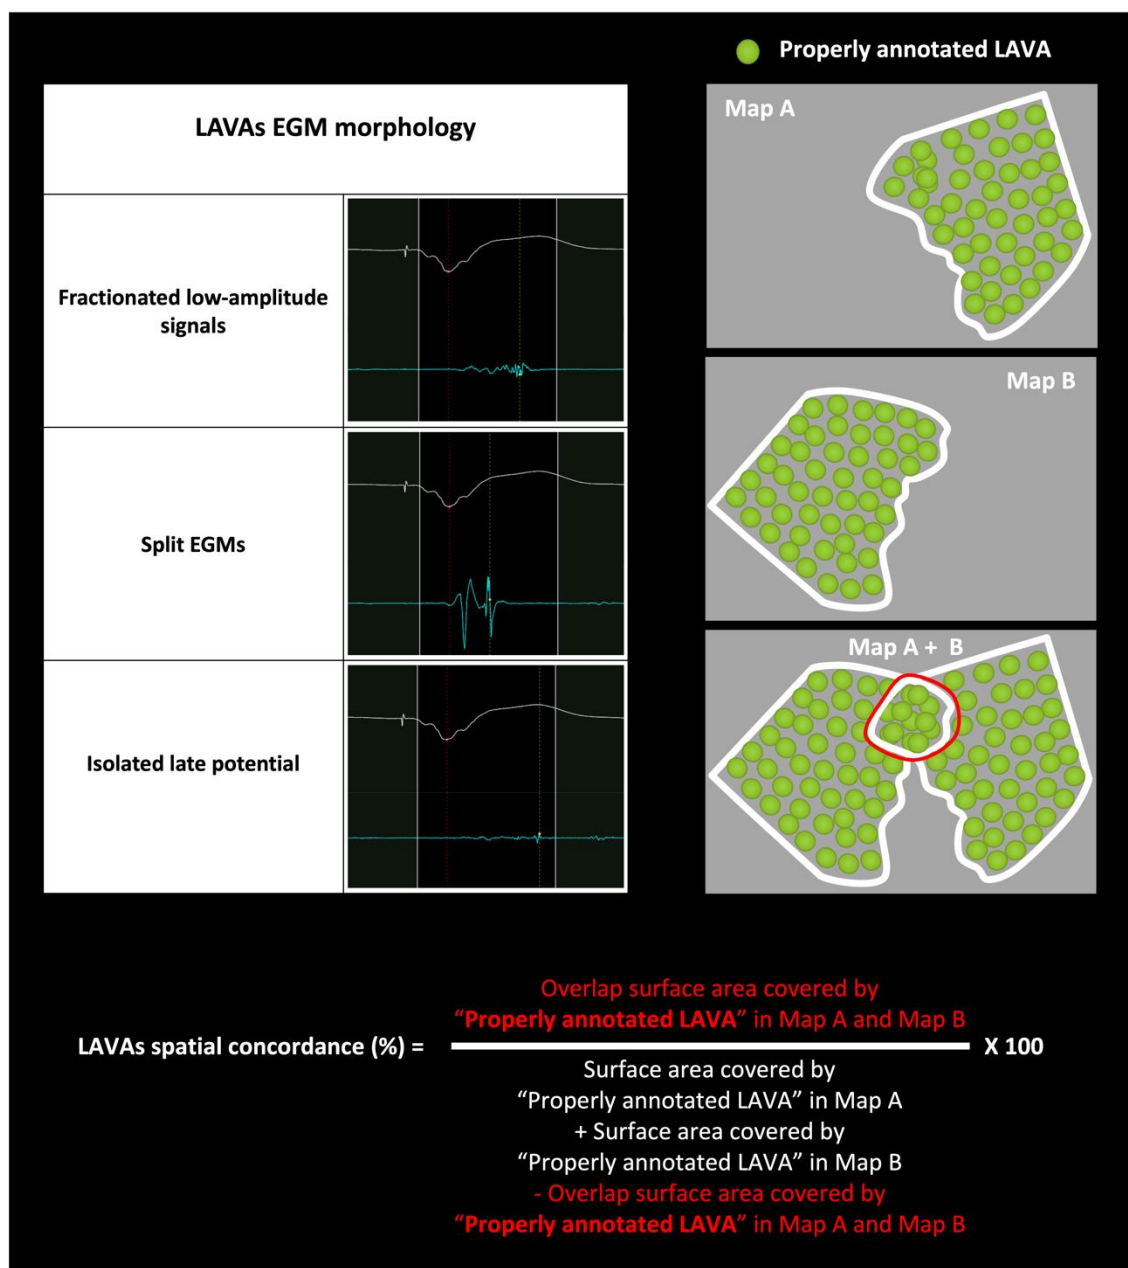 LAVAs EGM morphology
Fractionated low-amplitude
signals
Split EGMs
Isolated late potential
Properly annotated LAVA
Map A
Map B
Map A + B
LAVAs spatial concordance (%) =
Overlap surface area covered by
“Properly annotated LAVA” in Map A and Map B
X 100
Surface area covered by
“Properly annotated LAVA” in Map A
+ Surface area covered by
“Properly annotated LAVA” in Map B
- Overlap surface area covered by
“Properly annotated LAVA” in Map A and Map B